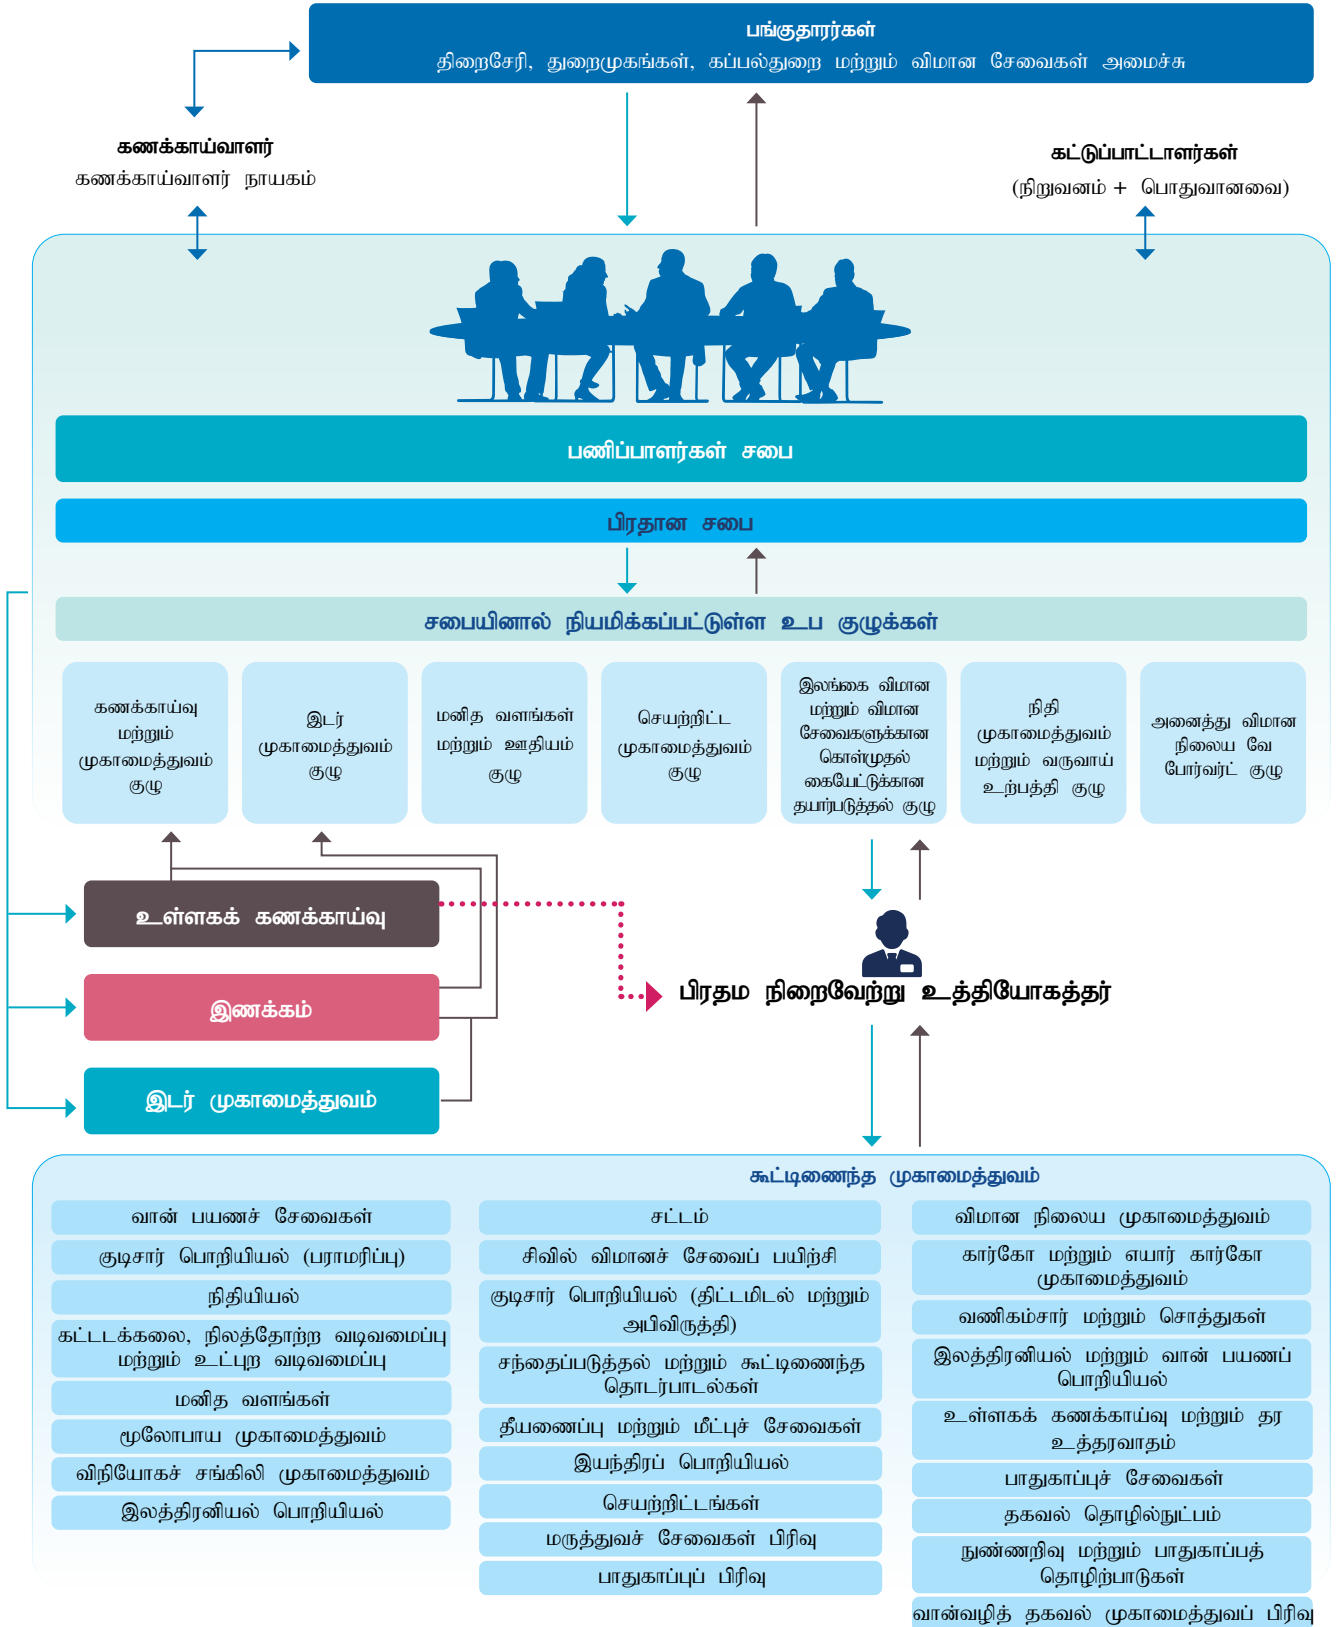 பங்குதாரர்கள்
திறைசேரி, துறைமுகங்கள், கப்பல்துறை மற்றும் விமான சேவைகள் அமைச்சு
கணக்காய்வாளர்
கணக்காய்வாளர் நாயகம்
கட்டுப்பாட்டாளர்கள்
(நிறுவனம் + பொதுவானவை)
பணிப்பாளர்கள் சபை
பிரதான சபை
சபையினால் நியமிக்கப்பட்டுள்ள உப குழுக்கள்
கணக்காய்வு
மற்றும்
முகாமைத்துவம்
குழு
இடர்
முகாமைத்துவம்
குழு
மனித வளங்கள்
மற்றும் ஊதியம்
குழு
செயற்றிட்ட
முகாமைத்துவம்
குழு
இலங்கை விமான
மற்றும் விமான
சேவைகளுக்கான
கொள்முதல்
கையேட்டுக்கான
தயார்படுத்தல் குழு
நிதி
முகாமைத்துவம்
மற்றும் வருவாய்
உற்பத்தி குழு
அனைத்து விமான
நிலைய வே
போர்வர்ட் குழு
உள்ளகக் கணக்காய்வு
இணக்கம்
இடர் முகாமைத்துவம்
பிரதம நிறைவேற்று உத்தியோகத்தர்
கூட்டிணைந்த முகாமைத்துவம்
வான் பயணச் சேவைகள்
குடிசார் பொறியியல் (பராமரிப்பு)
நிதியியல்
கட்டடக்கலை, நிலத்தோற்ற வடிவமைப்பு
மற்றும் உட்புற வடிவமைப்பு
மனித வளங்கள்
மூலோபாய முகாமைத்துவம்
விநியோகச் சங்கிலி முகாமைத்துவம்
இலத்திரனியல் பொறியியல்
சட்டம்
சிவில் விமானச் சேவைப் பயிற்சி
குடிசார் பொறியியல் (திட்டமிடல் மற்றும்
அபிவிருத்தி)
சந்தைப்படுத்தல் மற்றும் கூட்டிணைந்த
தொடர்பாடல்கள்
தீயணைப்பு மற்றும் மீட்புச் சேவைகள்
இயந்திரப் பொறியியல்
செயற்றிட்டங்கள்
மருத்துவச் சேவைகள் பிரிவு
பாதுகாப்புப் பிரிவு
விமான நிலைய முகாமைத்துவம்
கார்கோ மற்றும் எயார் கார்கோ
முகாமைத்துவம்
வணிகம்சார் மற்றும் சொத்துகள்
இலத்திரனியல் மற்றும் வான் பயணப்
பொறியியல்
உள்ளகக் கணக்காய்வு மற்றும் தர
உத்தரவாதம்
பாதுகாப்புச் சேவைகள்
தகவல் தொழில்நுட்பம்
நுண்ணறிவு மற்றும் பாதுகாப்பத்
தொழிற்பாடுகள்
வான்வழித் தகவல் முகாமைத்துவப் பிரிவு